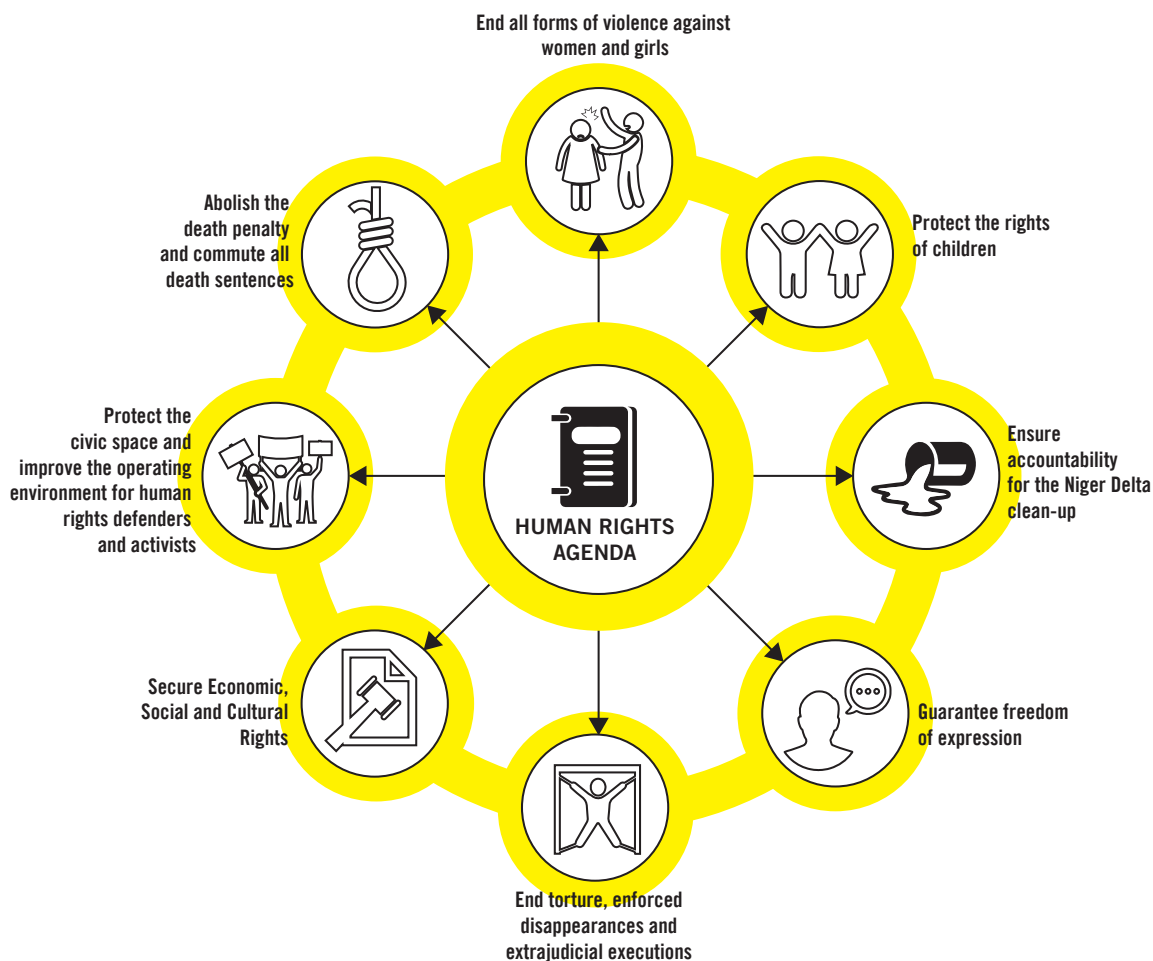 End all forms of violence against
women and girls
Protect the rights
of children
Ensure
accountability
for the Niger Delta
clean-up
Guarantee freedom
of expression
End torture, enforced
disappearances and
extrajudicial executions
Secure Economic,
Social and Cultural
Rights
Protect the
civic space and
improve the operating
environment for human
rights defenders
and activists
Abolish the
death penalty
and commute all
death sentences
HUMAN RIGHTS
AGENDA